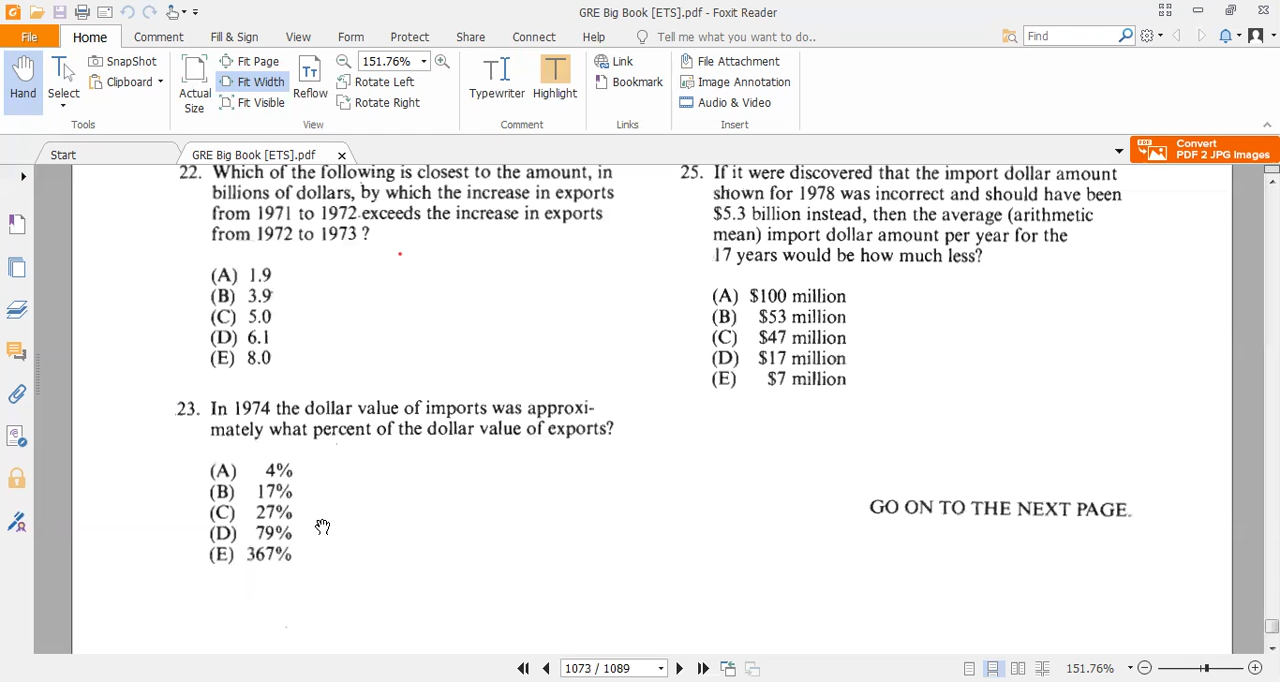 GRE Big Book [ETS].pdf - Foxit Reader
File Home Comment Fill & Sign View Form Protect Share Connect Help Tell me what you want to do.. Find
Hand
Select
SnapShot
Clipboard
Tools
Actual
Size
Fit Page
Fit Width
Fit Visible
Reflow
151.76%
Rotate Left
Rotate Right
View
Typewriter
Highlight
Comment
Link
Bookmark
Links
File Attachment
Image Annotation
Audio & Video
Insert
Start
GRE Big Book [ETS].pdf
Convert
PDF 2 JPG Images
22. Which of the following is closest to the amount, in
billions of dollars, by which the increase in exports
from 1971 to 1972 exceeds the increase in exports
from 1972 to 1973 ?
(A) 1.9
(B) 3.9
(C) 5.0
(D) 6.1
(E) 8.0
23. In 1974 the dollar value of imports was approxi-
mately what percent of the dollar value of exports?
(A) 4%
(B) 17%
(C) 27%
(D) 79%
(E) 367%
25. If it were discovered that the import dollar amount
shown for 1978 was incorrect and should have been
$5.3 billion instead, then the average (arithmetic
mean) import dollar amount per year for the
17 years would be how much less?
(A) $100 million
(B) $53 million
(C) $47 million
(D) $17 million
(E) $7 million
GO ON TO THE NEXT PAGE.
1073 / 1089
151.76%